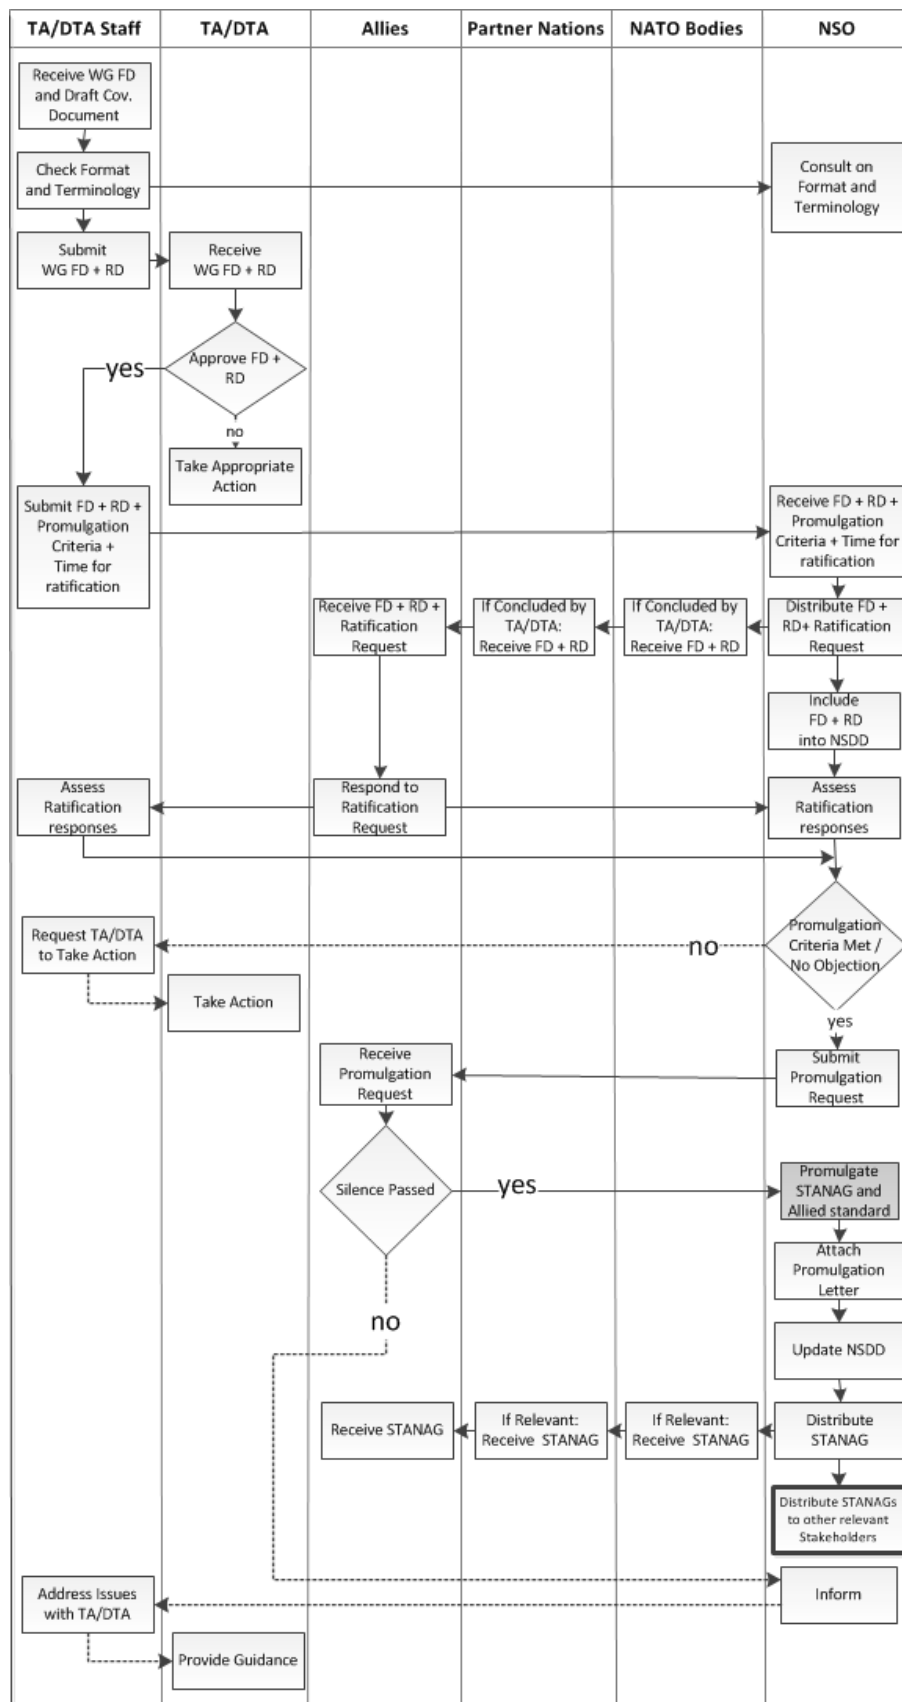 TA/DTA Staff
TA/DTA
Allies
Partner Nations
NATO Bodies
NSO
Receive WG FD
and Draft Cov.
Document
Check Format
and Terminology
Consult on
Format and
Terminology
Submit
WG FD + RD
Receive
WG FD + RD
Approve FD +
RD
yes
no
Take Appropriate
Action
Submit FD + RD +
Promulgation
Criteria +
Time for
ratification
Receive FD + RD +
Promulgation
Criteria + Time for
ratification
Receive FD + RD +
Ratification
Request
If Concluded by
TA/DTA:
Receive FD + RD
If Concluded by
TA/DTA:
Receive FD + RD
Distribute FD +
RD+ Ratification
Request
Include
FD + RD
into NSDD
Assess
Ratification
responses
Respond to
Ratification
Request
Assess
Ratification
responses
Promulgation
Criteria Met /
No Objection
no
Request TA/DTA
to Take Action
Take Action
yes
Receive
Promulgation
Request
Submit
Promulgation
Request
Silence Passed
yes
Promulgate
STANAG and
Allied standard
Attach
Promulgation
Letter
no
Update NSDD
Receive STANAG
If Relevant:
Receive STANAG
If Relevant:
Receive STANAG
Distribute
STANAG
Distribute STANAGs
to other relevant
Stakeholders
Address Issues
with TA/DTA
Inform
Provide Guidance